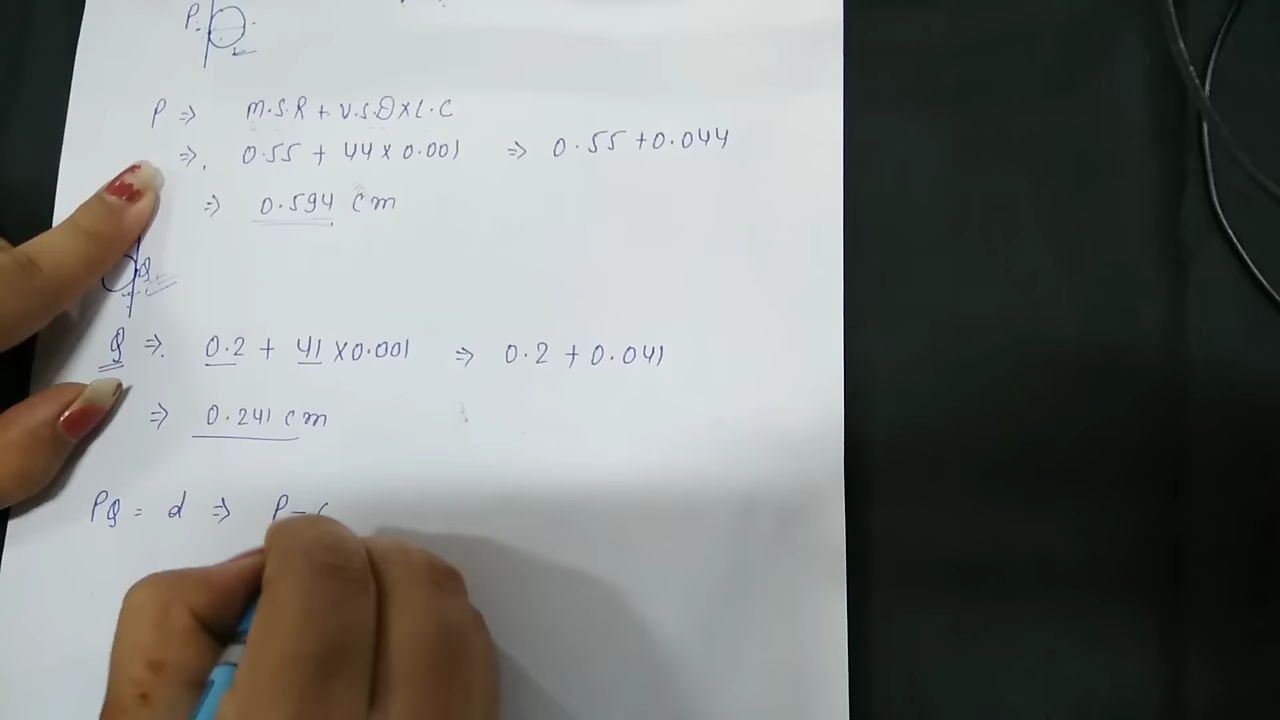 P
P ⇒ M.S.R + V.S.D × L.C
⇒ 0.55 + 44 × 0.001 ⇒ 0.55 + 0.044
⇒ 0.594 cm
Q
Q ⇒ 0.2 + 41 × 0.001 ⇒ 0.2 + 0.041
⇒ 0.241 cm
PQ = d ⇒ P –